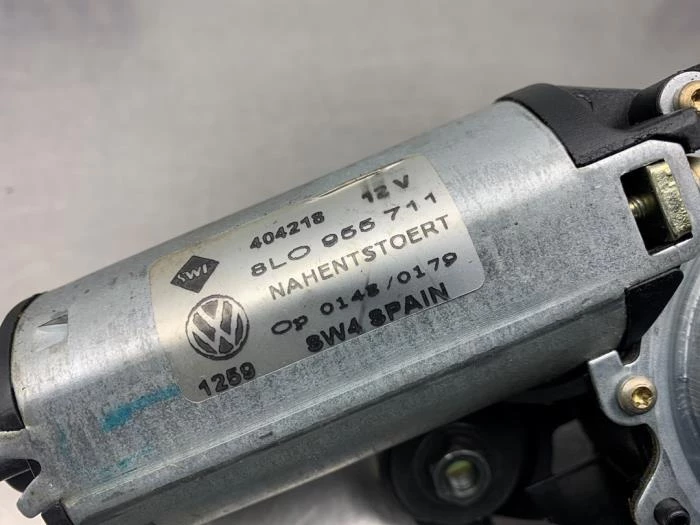 404218 12 V
SWF
8L0 955 711
NAHENTSTOERT
Op 0148/0179
SW4 SPAIN
1259